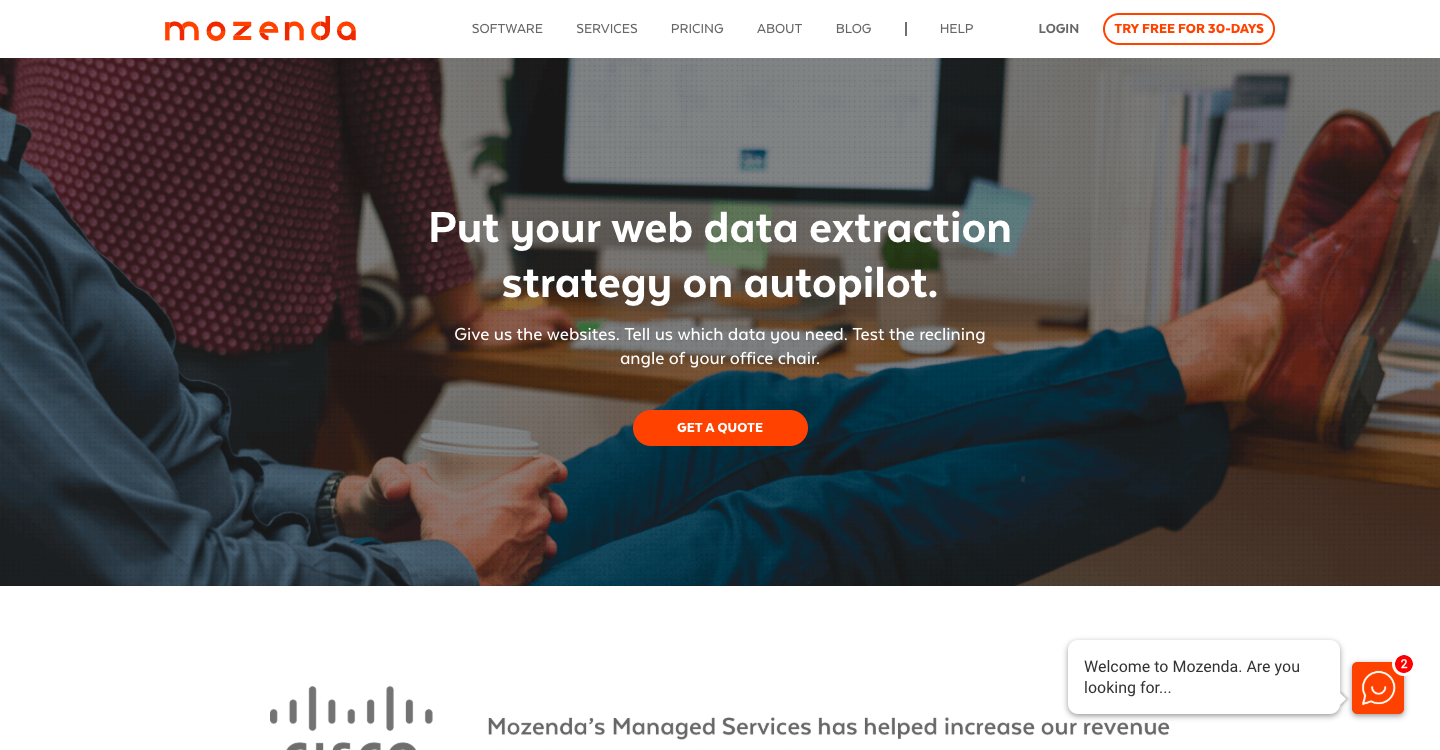 mozenda
SOFTWARE SERVICES PRICING ABOUT BLOG | HELP LOGIN TRY FREE FOR 30-DAYS
Put your web data extraction
strategy on autopilot.
Give us the websites. Tell us which data you need. Test the reclining
angle of your office chair.
GET A QUOTE
Welcome to Mozenda. Are you
looking for...
2
CISCO
Mozenda's Managed Services has helped increase our revenue